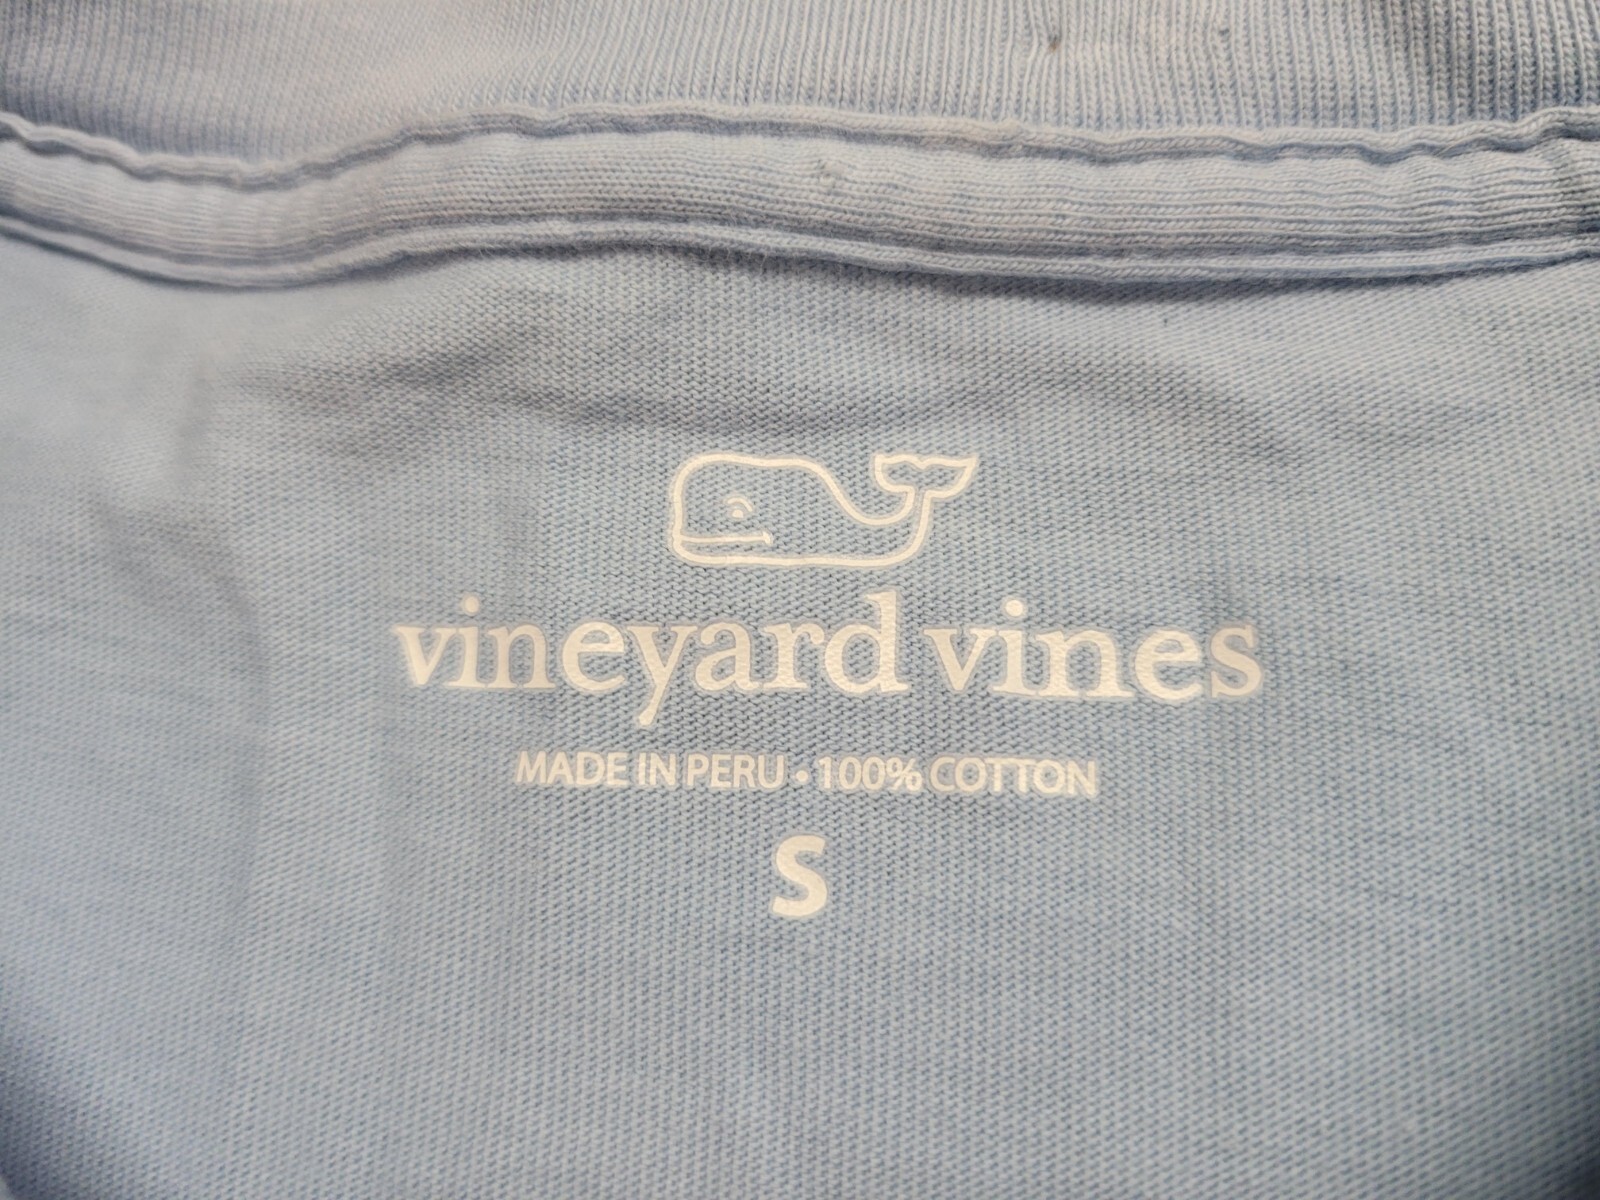 vineyard vines
MADE IN PERU • 100% COTTON
S